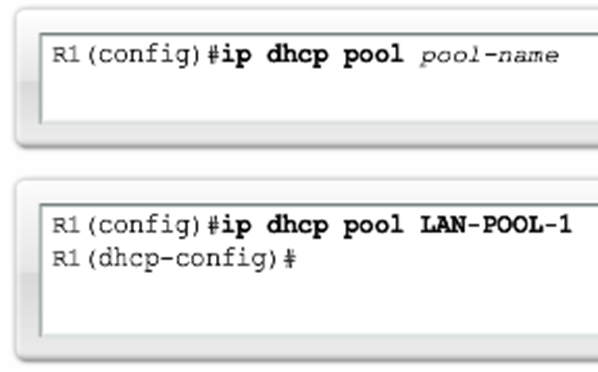 R1(config)#ip dhcp pool pool-name
R1(config)#ip dhcp pool LAN-POOL-1
R1(dhcp-config)#